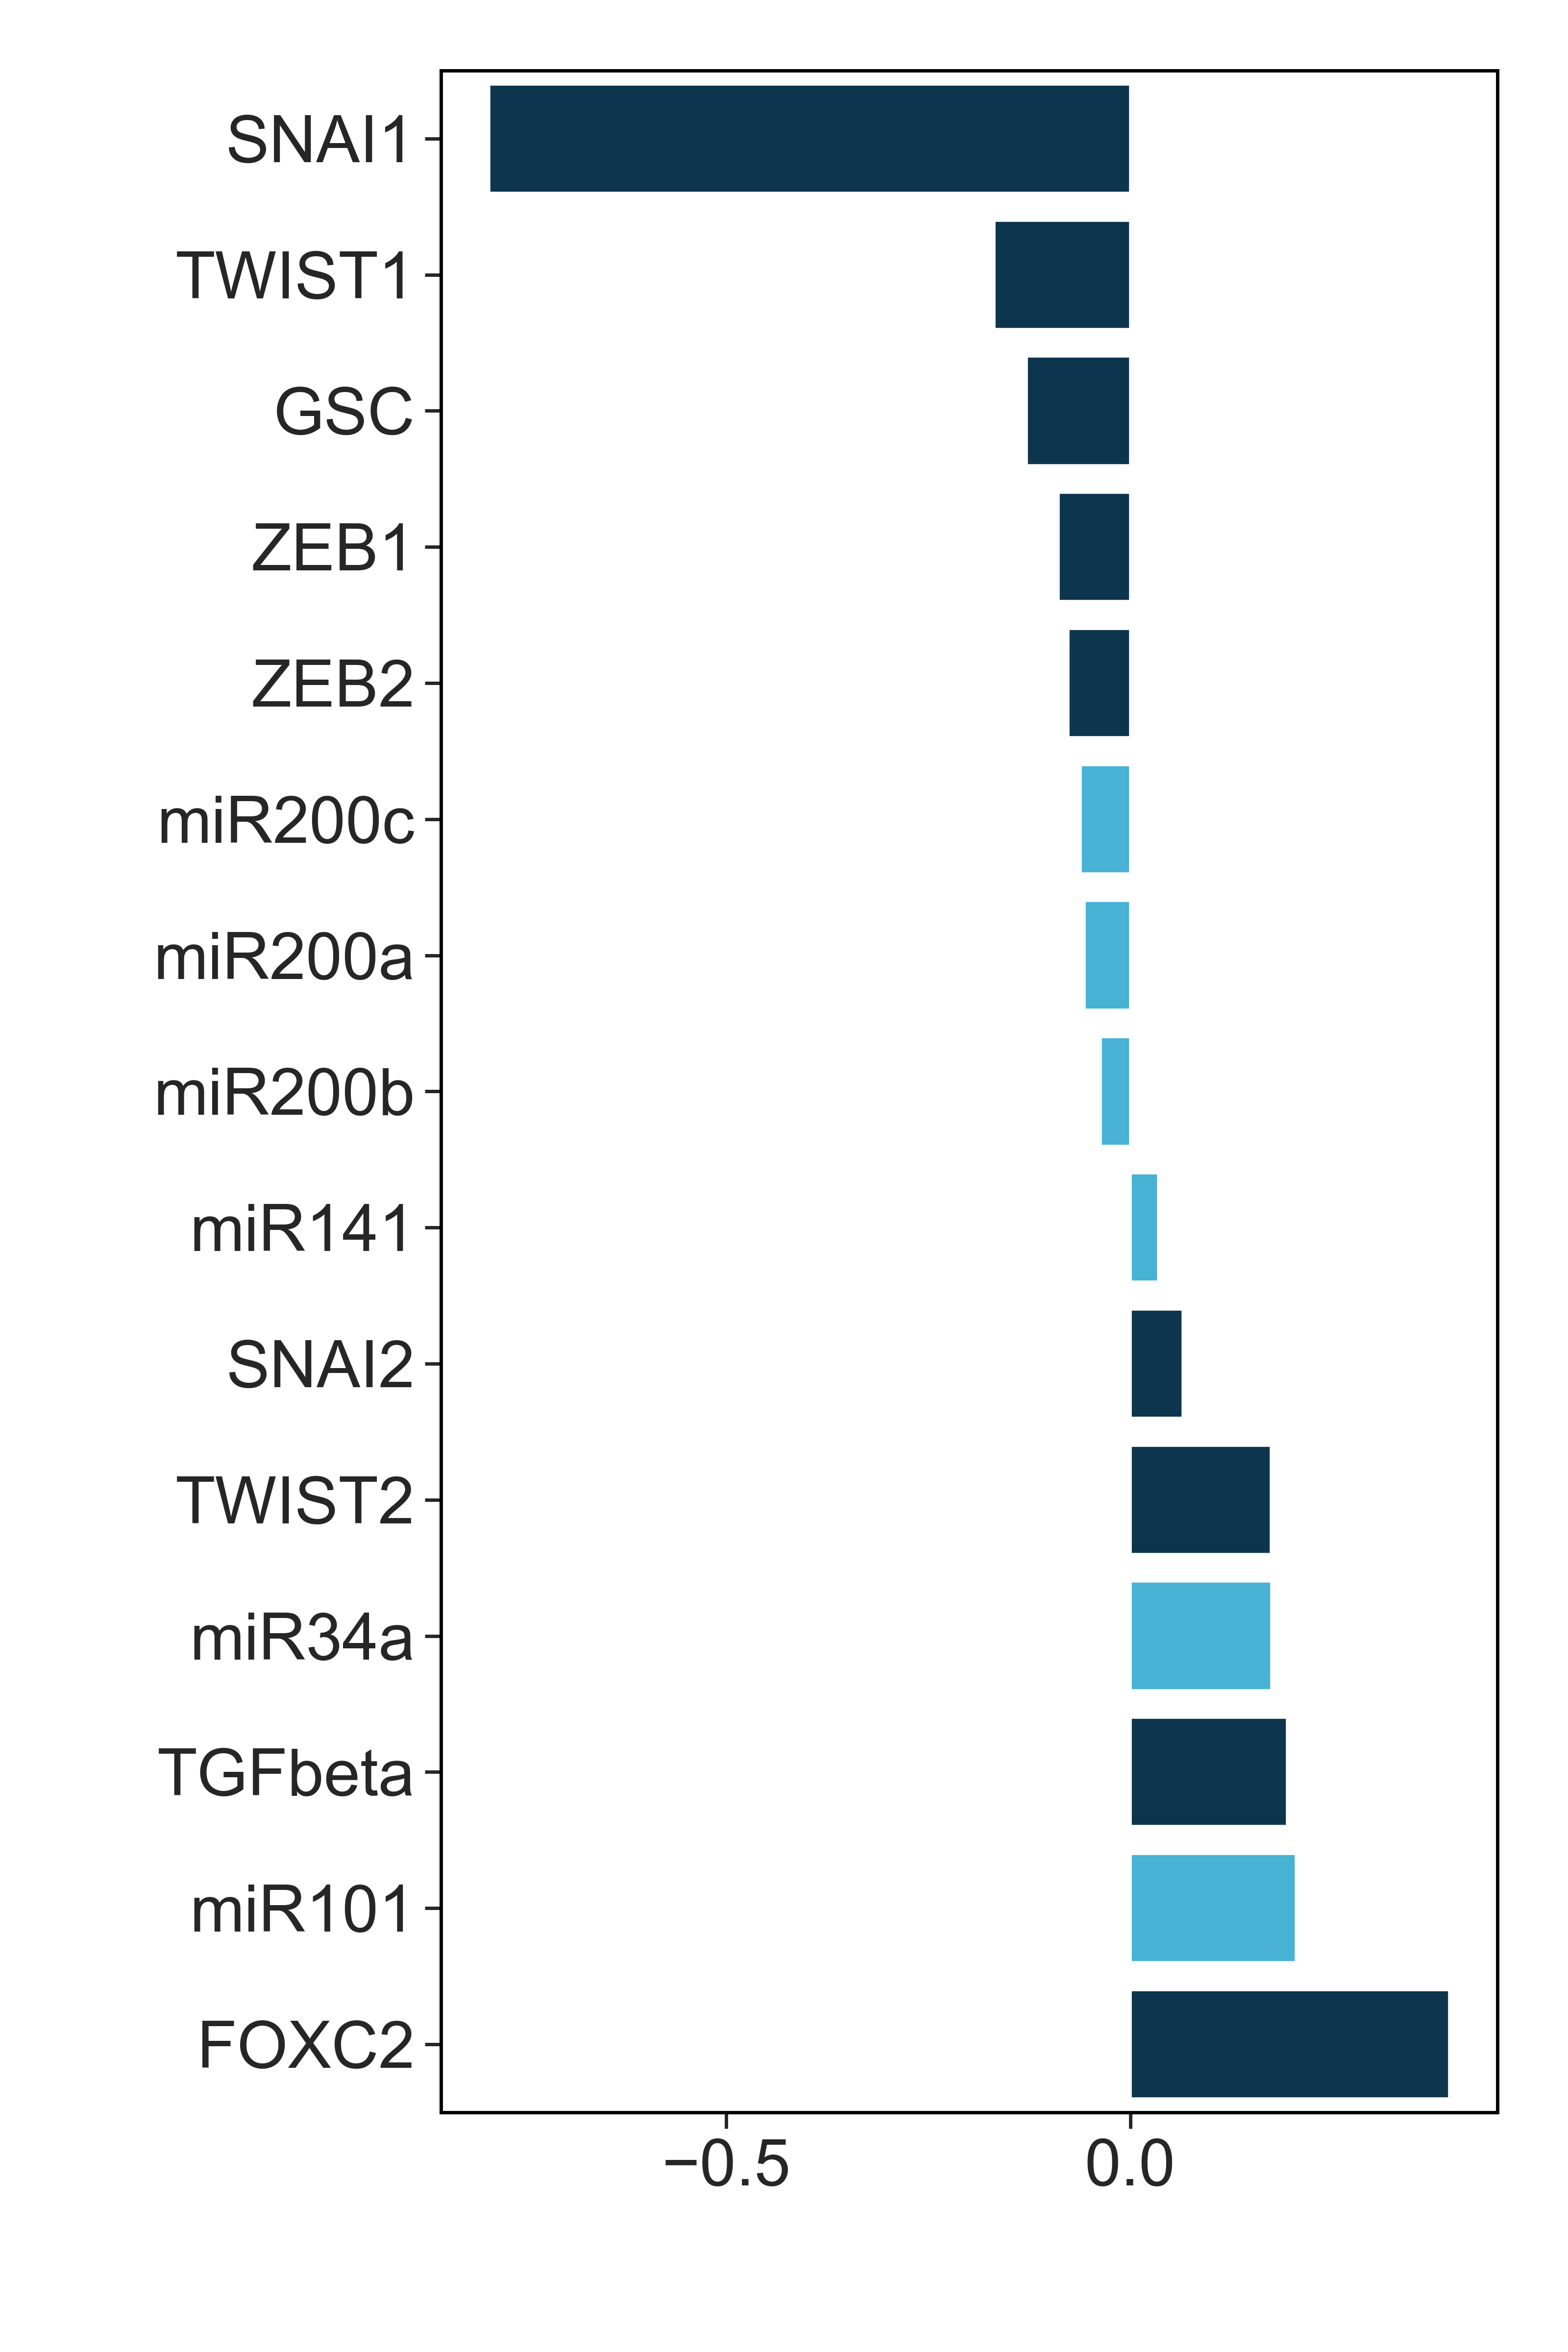 SNAI1
TWIST1
GSC
ZEB1
ZEB2
miR200c
miR200a
miR200b
miR141
SNAI2
TWIST2
miR34a
TGFbeta
miR101
FOXC2
−0.5 0.0